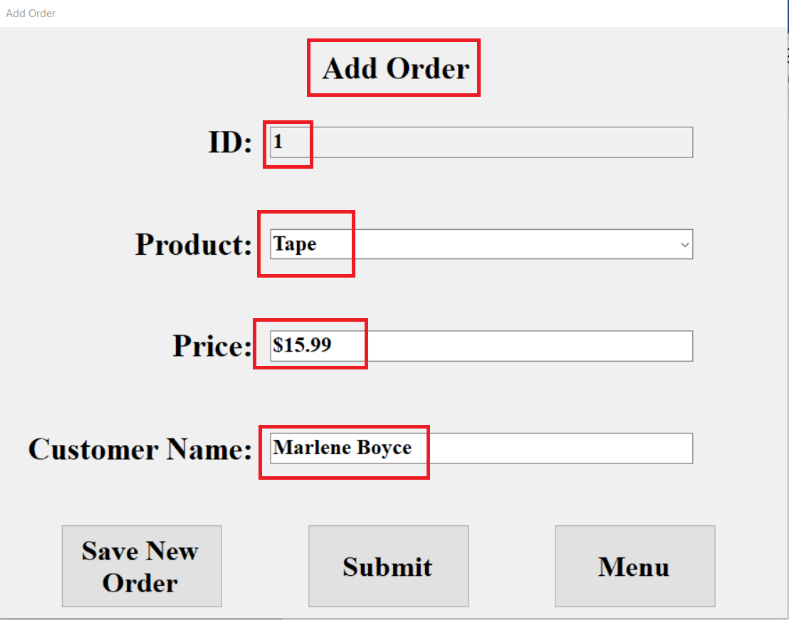 Add Order
Add Order
ID: 1
Product: Tape
Price: $15.99
Customer Name: Marlene Boyce
Save New
Order
Submit
Menu